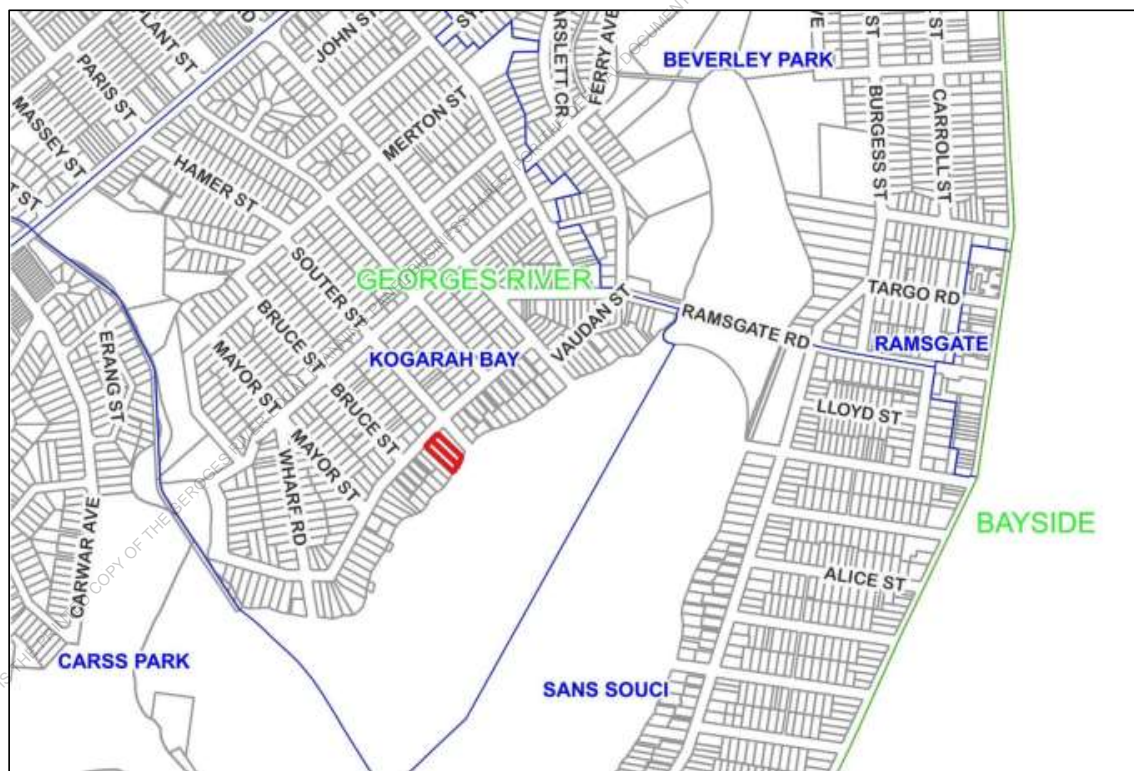 PLANT ST
JOHN ST
FERRY AVE
BEVERLEY PARK
PARIS ST
MASSEY ST
MERTON ST
BURGESS ST
CARROLL ST
HAMER ST
SOUTER ST
GEORGES RIVER
TARGO RD
BRUCE ST
VAUDAN ST
RAMSGATE RD
RAMSGATE
ERANG ST
MAYOR ST
KOGARAH BAY
BRUCE ST
LLOYD ST
MAYOR ST
WHARF RD
BAYSIDE
CARWAR AVE
ALICE ST
CARSS PARK
SANS SOUCI